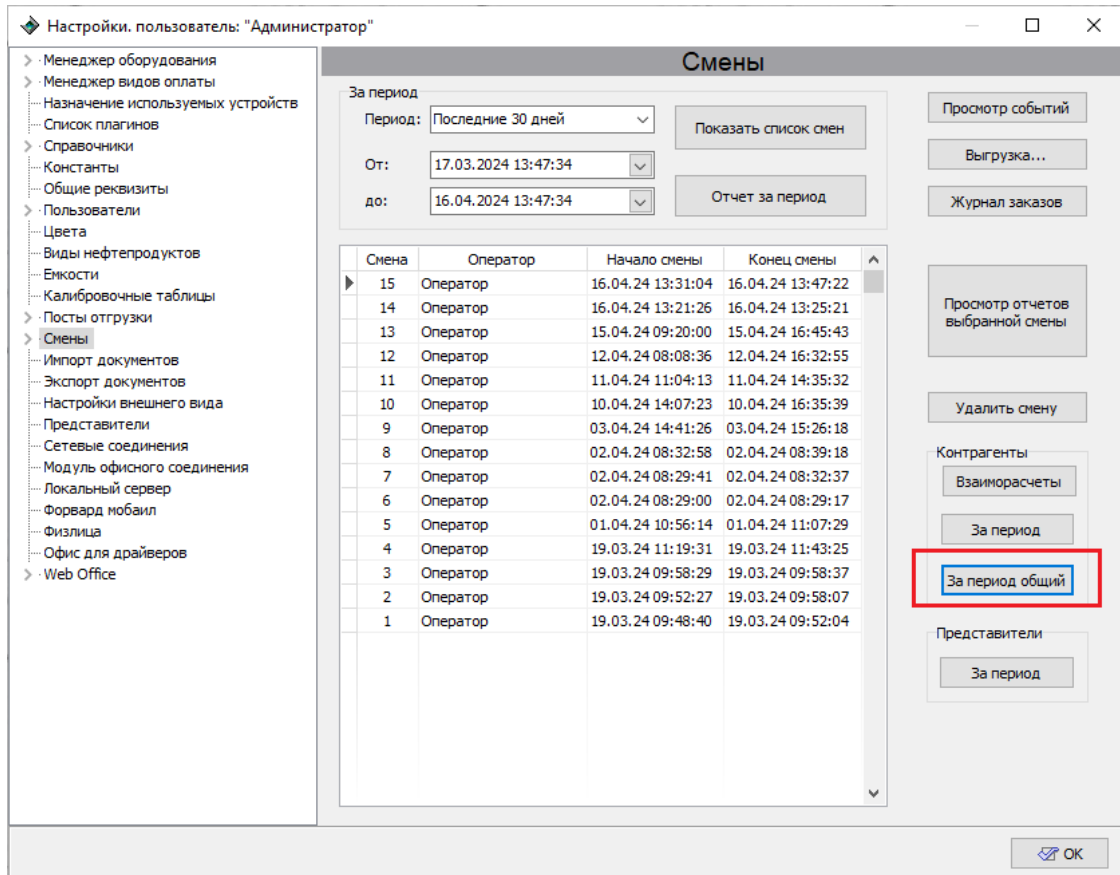 Настройки. пользователь: "Администратор"
Менеджер оборудования
Менеджер видов оплаты
Назначение используемых устройств
Список плагинов
Справочники
Константы
Общие реквизиты
Пользователи
Цвета
Виды нефтепродуктов
Емкости
Калибровочные таблицы
Посты отгрузки
Смены
Импорт документов
Экспорт документов
Настройки внешнего вида
Представители
Сетевые соединения
Модуль офисного соединения
Локальный сервер
Форвард мобаил
Физлица
Офис для драйверов
Web Office
Смены
За период
Период: Последние 30 дней
От: 17.03.2024 13:47:34
до: 16.04.2024 13:47:34
Показать список смен
Отчет за период
Смена Оператор Начало смены Конец смены
15 Оператор 16.04.24 13:31:04 16.04.24 13:47:22
14 Оператор 16.04.24 13:21:26 16.04.24 13:25:21
13 Оператор 15.04.24 09:20:00 15.04.24 16:45:43
12 Оператор 12.04.24 08:08:36 12.04.24 16:32:55
11 Оператор 11.04.24 11:04:13 11.04.24 14:35:32
10 Оператор 10.04.24 14:07:23 10.04.24 16:35:39
9 Оператор 03.04.24 14:41:26 03.04.24 15:26:18
8 Оператор 02.04.24 08:32:58 02.04.24 08:39:18
7 Оператор 02.04.24 08:29:41 02.04.24 08:32:37
6 Оператор 02.04.24 08:29:00 02.04.24 08:29:17
5 Оператор 01.04.24 10:56:14 01.04.24 11:07:29
4 Оператор 19.03.24 11:19:31 19.03.24 11:43:25
3 Оператор 19.03.24 09:58:29 19.03.24 09:58:37
2 Оператор 19.03.24 09:52:27 19.03.24 09:58:07
1 Оператор 19.03.24 09:48:40 19.03.24 09:52:04
Просмотр событий
Выгрузка...
Журнал заказов
Просмотр отчетов
выбранной смены
Удалить смену
Контрагенты
Взаиморасчеты
За период
За период общий
Представители
За период
OK